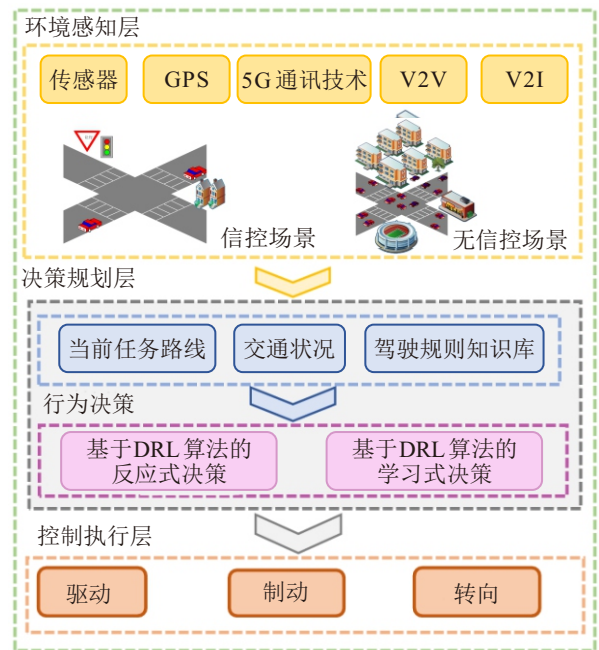 环境感知层
传感器
GPS
5G通讯技术
V2V
V2I
信控场景
无信控场景
决策规划层
当前任务路线
交通状况
驾驶规则知识库
行为决策
基于DRL算法的
反应式决策
基于DRL算法的
学习式决策
控制执行层
驱动
制动
转向